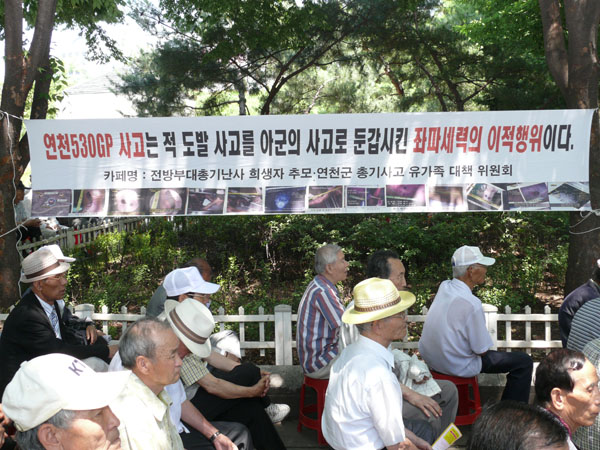 연천530GP 사고는 적 도발 사고를 아군의 사고로 둔갑시킨 좌파세력의 이적행위이다.
카페명 : 전방부대총기난사 희생자 추모·연천군 총기사고 유가족 대책 위원회